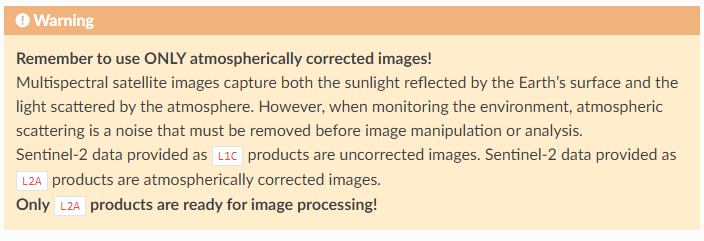 Warning
Remember to use ONLY atmospherically corrected images!
Multispectral satellite images capture both the sunlight reflected by the Earth's surface and the
light scattered by the atmosphere. However, when monitoring the environment, atmospheric
scattering is a noise that must be removed before image manipulation or analysis.
Sentinel-2 data provided as L1C products are uncorrected images. Sentinel-2 data provided as
L2A products are atmospherically corrected images.
Only L2A products are ready for image processing!